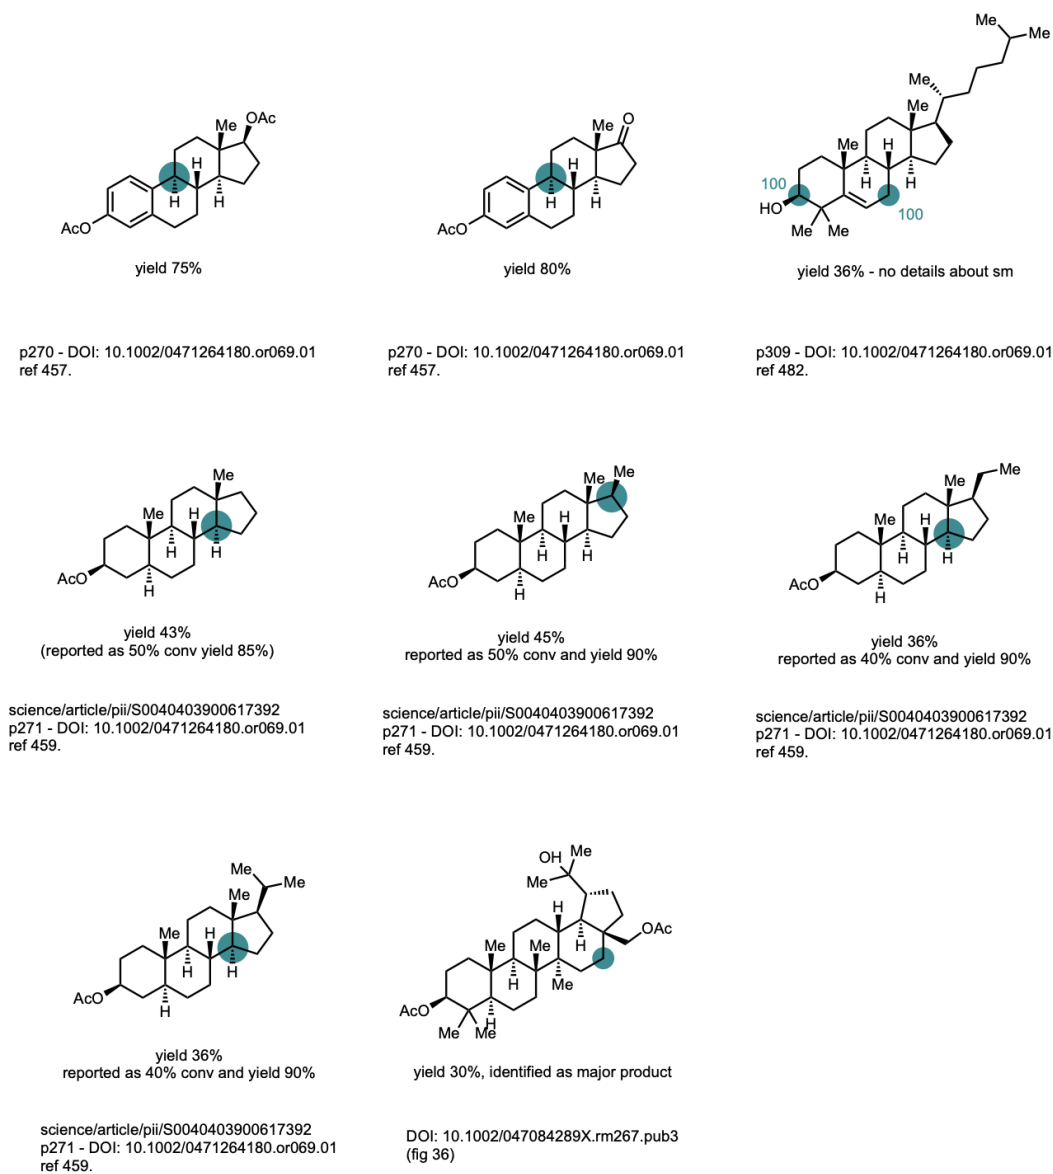 Me
OAc
H
H
H
AcO
yield 75%
p270 - DOI: 10.1002/0471264180.or069.01
ref 457.
Me
O
H
H
H
AcO
yield 80%
p270 - DOI: 10.1002/0471264180.or069.01
ref 457.
Me
Me
Me
Me
Me
H
H
H
100
HO
100
Me
Me
yield 36% - no details about sm
p309 - DOI: 10.1002/0471264180.or069.01
ref 482.
Me
Me
H
H
H
AcO
H
yield 43%
(reported as 50% conv yield 85%)
science/article/pii/S0040403900617392
p271 - DOI: 10.1002/0471264180.or069.01
ref 459.
Me
Me
Me
H
H
H
AcO
H
yield 45%
reported as 50% conv and yield 90%
science/article/pii/S0040403900617392
p271 - DOI: 10.1002/0471264180.or069.01
ref 459.
Me
Me
Me
H
H
H
AcO
H
yield 36%
reported as 40% conv and yield 90%
science/article/pii/S0040403900617392
p271 - DOI: 10.1002/0471264180.or069.01
ref 459.
Me
Me
Me
Me
H
H
H
AcO
H
yield 36%
reported as 40% conv and yield 90%
science/article/pii/S0040403900617392
p271 - DOI: 10.1002/0471264180.or069.01
ref 459.
OH
Me
Me
H
OAc
Me
Me
H
H
Me
AcO
H
Me
Me
yield 30%, identified as major product
DOI: 10.1002/047084289X.rm267.pub3
(fig 36)